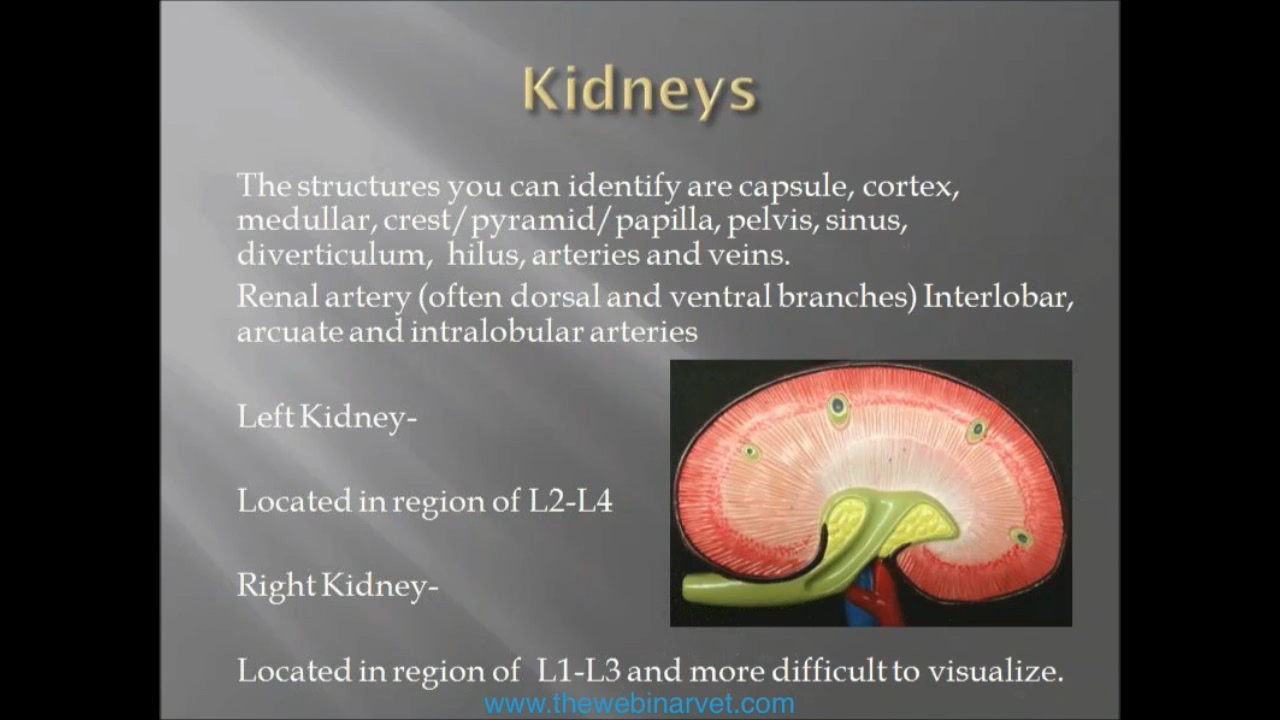 Kidneys
The structures you can identify are capsule, cortex,
medullar, crest/pyramid/papilla, pelvis, sinus,
diverticulum, hilus, arteries and veins.
Renal artery (often dorsal and ventral branches) Interlobar,
arcuate and intralobular arteries
Left Kidney-
Located in region of L2-L4
Right Kidney-
Located in region of L1-L3 and more difficult to visualize.
www.thewebinarvet.com